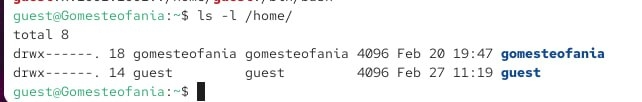 guest@Gomesteofania:~$ ls -l /home/
total 8
drwx------. 18 gomesteofania gomesteofania 4096 Feb 20 19:47 gomesteofania
drwx------. 14 guest         guest         4096 Feb 27 11:19 guest
guest@Gomesteofania:~$